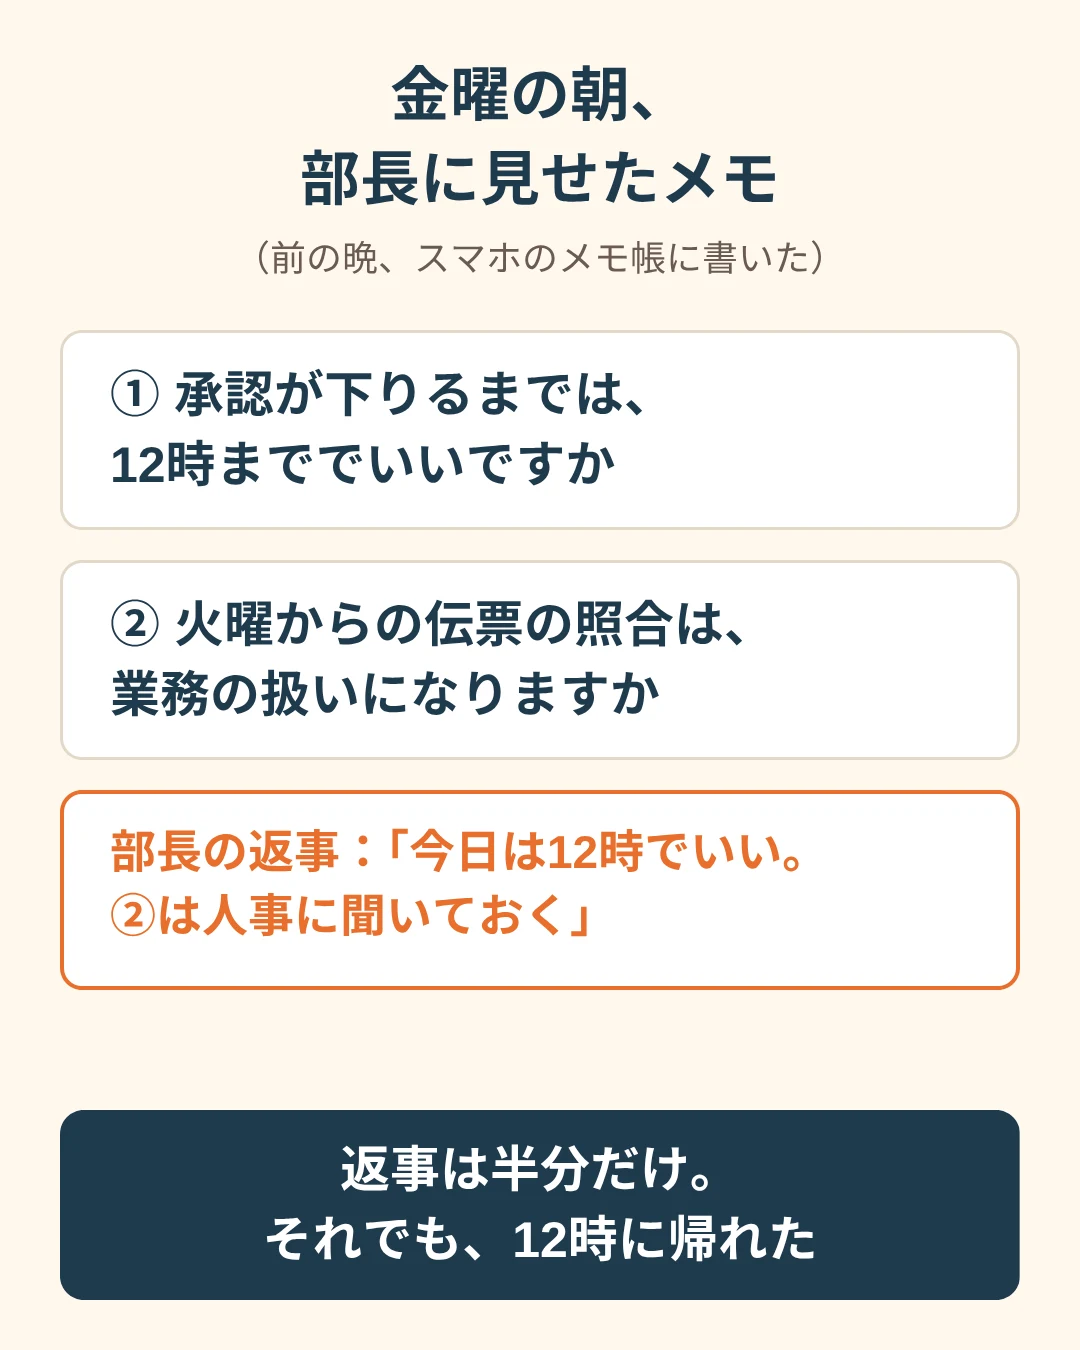 金曜の朝、
部長に見せたメモ
（前の晩、スマホのメモ帳に書いた）
① 承認が下りるまでは、
12時まででいいですか
② 火曜からの伝票の照合は、
業務の扱いになりますか
部長の返事：「今日は12時でいい。
②は人事に聞いておく」
返事は半分だけ。
それでも、12時に帰れた